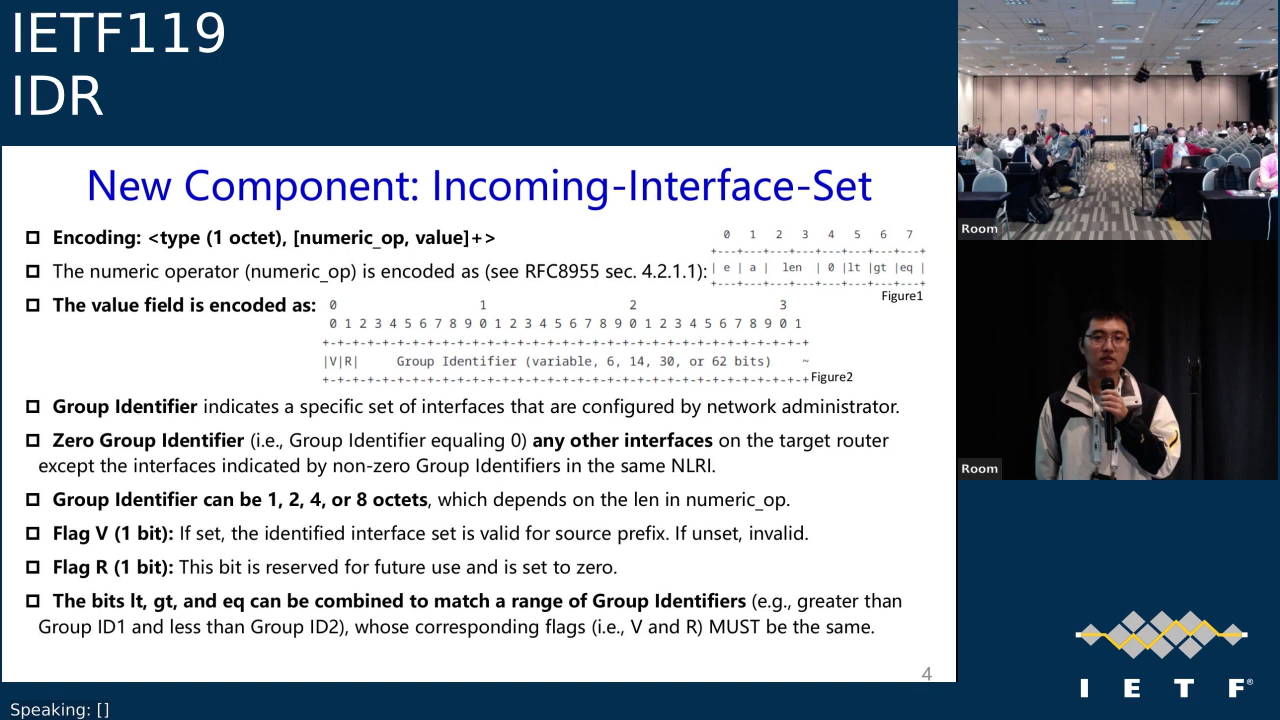 IETF119
IDR
New Component: Incoming-Interface-Set
Encoding: <type (1 octet), [numeric_op, value]+>
The numeric operator (numeric_op) is encoded as (see RFC8955 sec. 4.2.1.1):
0 1 2 3 4 5 6 7
+---+---+---+---+---+---+---+---+
| e | a | len | 0 |lt |gt |eq |
+---+---+---+---+---+---+---+---+
Figure1
The value field is encoded as:
0 1 2 3
0 1 2 3 4 5 6 7 8 9 0 1 2 3 4 5 6 7 8 9 0 1 2 3 4 5 6 7 8 9 0 1
+-+-+-+-+-+-+-+-+-+-+-+-+-+-+-+-+-+-+-+-+-+-+-+-+-+-+-+-+-+-+-+-+
|V|R| Group Identifier (variable, 6, 14, 30, or 62 bits) ~
+-+-+-+-+-+-+-+-+-+-+-+-+-+-+-+-+-+-+-+-+-+-+-+-+-+-+-+-+-+-+-+-+
Figure2
Group Identifier indicates a specific set of interfaces that are configured by network administrator.
Zero Group Identifier (i.e., Group Identifier equaling 0) any other interfaces on the target router
except the interfaces indicated by non-zero Group Identifiers in the same NLRI.
Group Identifier can be 1, 2, 4, or 8 octets, which depends on the len in numeric_op.
Flag V (1 bit): If set, the identified interface set is valid for source prefix. If unset, invalid.
Flag R (1 bit): This bit is reserved for future use and is set to zero.
The bits lt, gt, and eq can be combined to match a range of Group Identifiers (e.g., greater than
Group ID1 and less than Group ID2), whose corresponding flags (i.e., V and R) MUST be the same.
4
Speaking: []
Room
Room
I E T F®